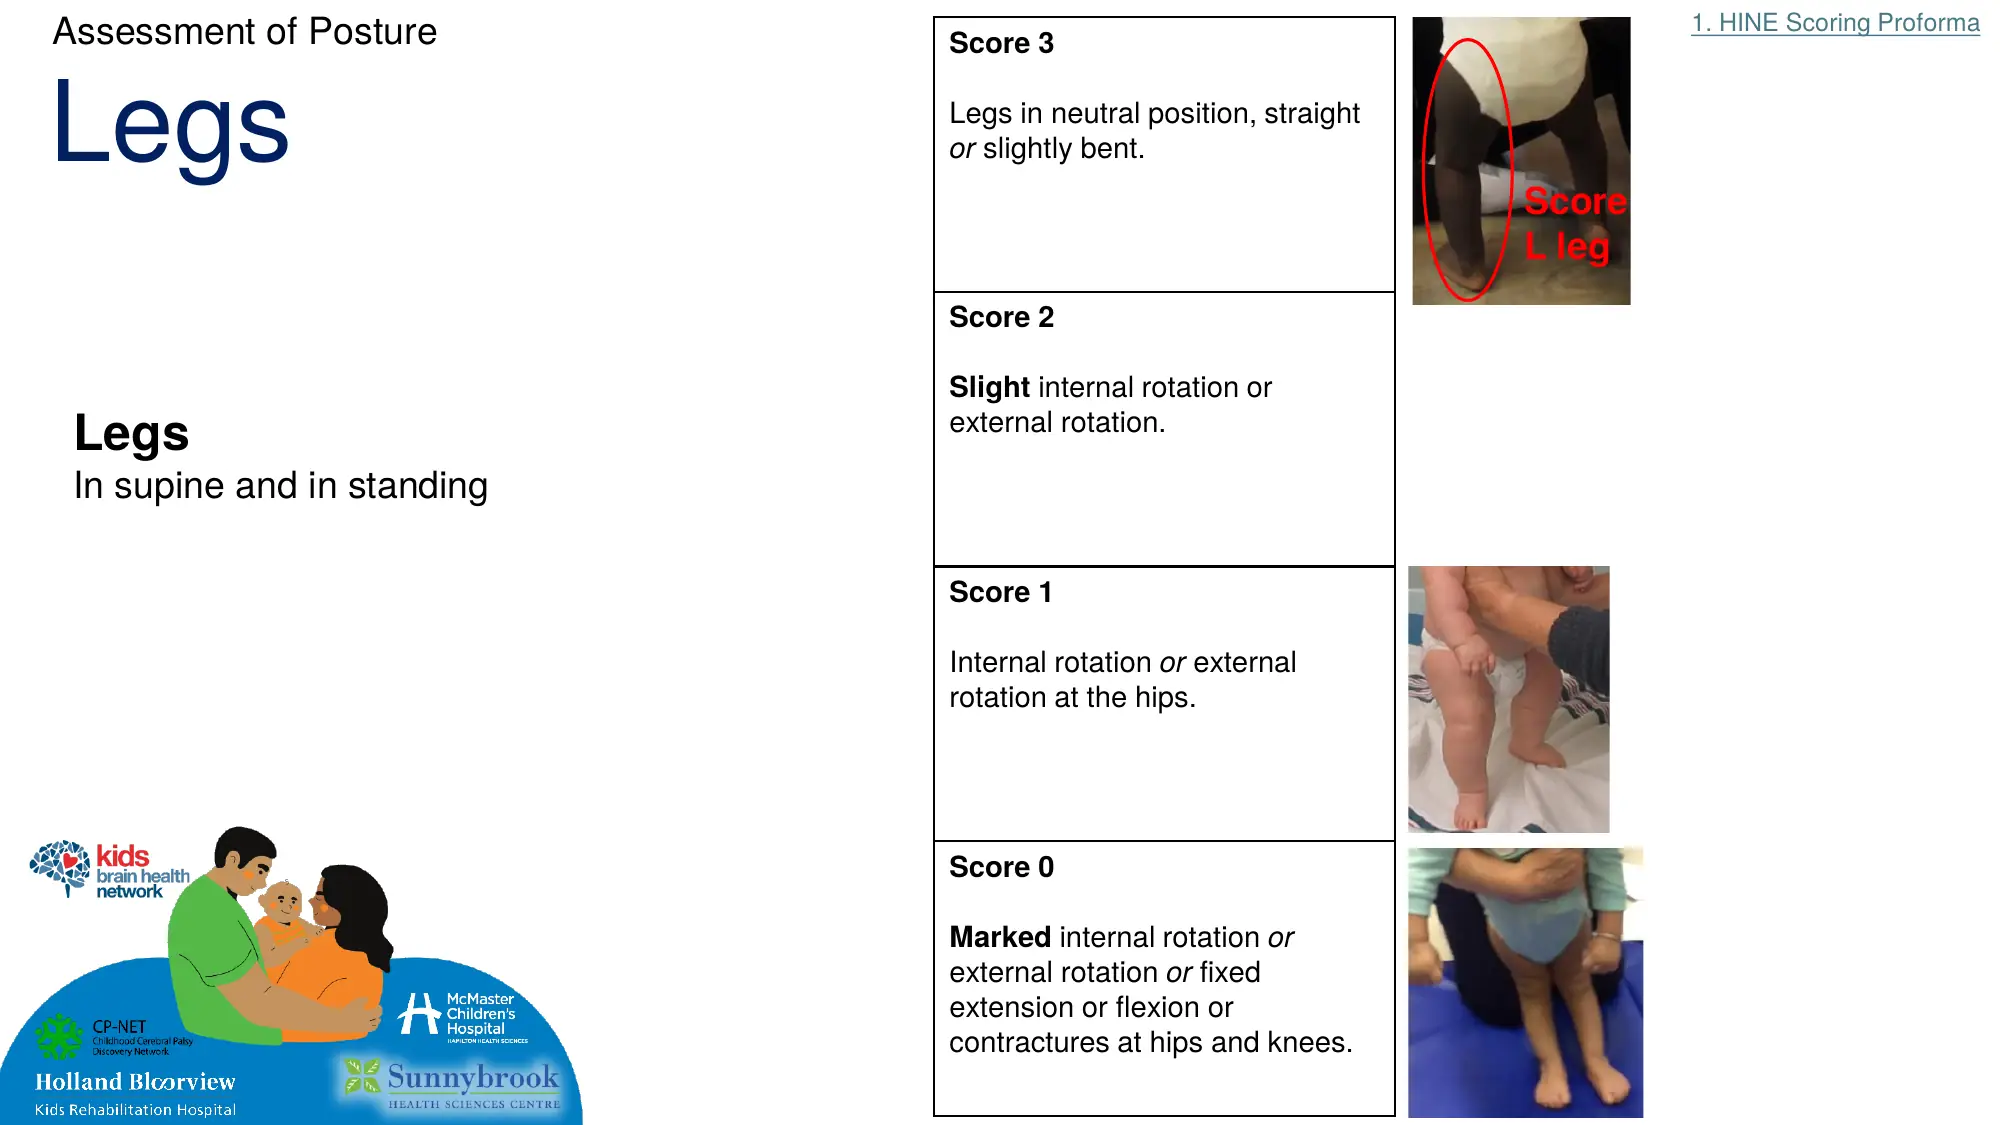 Assessment of Posture
Legs
Legs
In supine and in standing
Score 3
Legs in neutral position, straight
or slightly bent.
Score 2
Slight internal rotation or
external rotation.
Score 1
Internal rotation or external
rotation at the hips.
Score 0
Marked internal rotation or
external rotation or fixed
extension or flexion or
contractures at hips and knees.
1. HINE Scoring Proforma
Score
L leg
kids
brain health
network
CP-NET
Childhood Cerebral Palsy
Discovery Network
McMaster
Children's
Hospital
HAMILTON HEALTH SCIENCES
Holland Bloorview
Kids Rehabilitation Hospital
Sunnybrook
HEALTH SCIENCES CENTRE